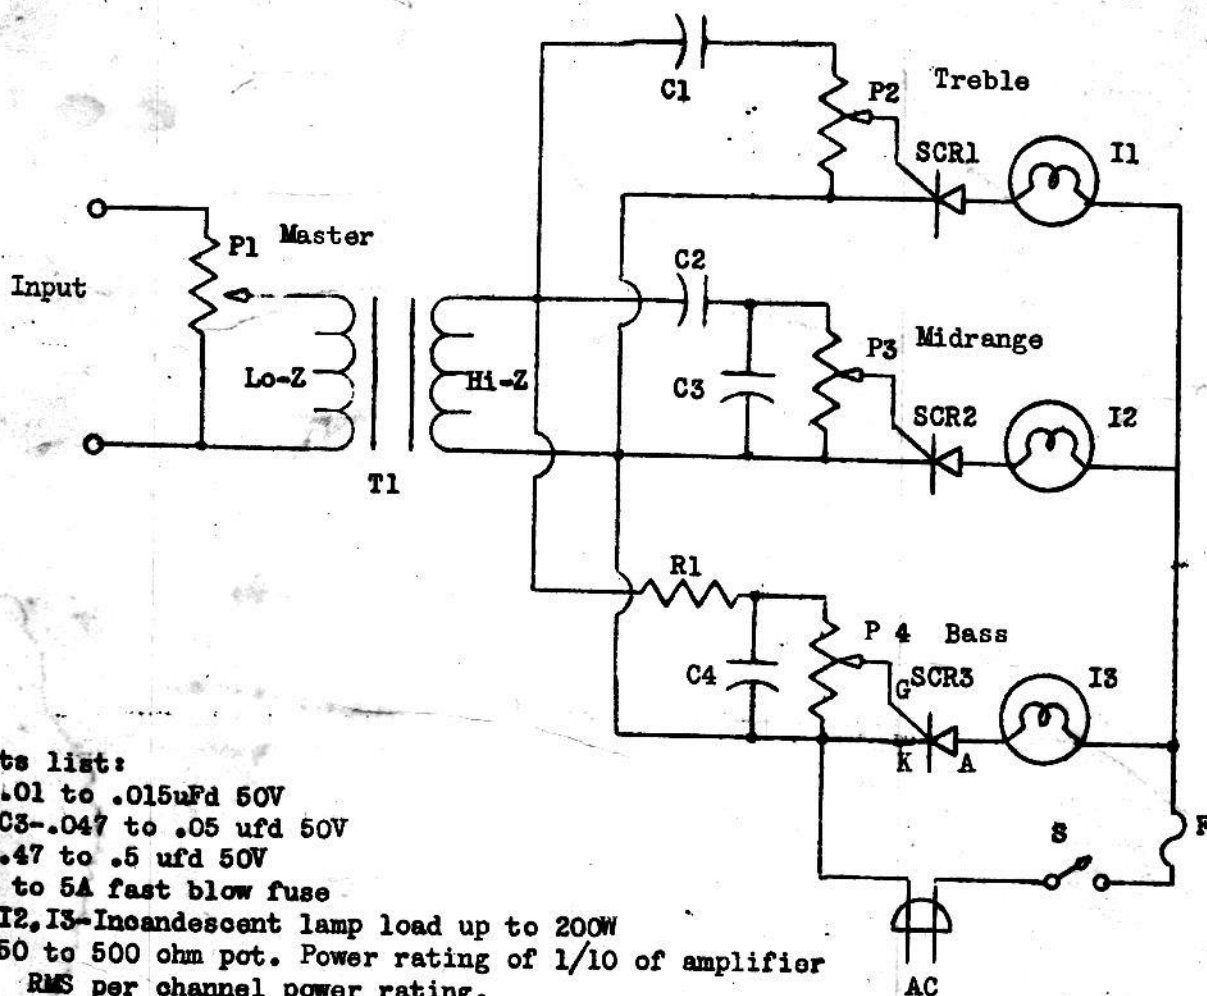 C1
P2 Treble
SCR1
I1
P1 Master
Input
C2
Lo-Z
Hi-Z
P3 Midrange
C3
SCR2
I2
T1
R1
P 4 Bass
C4
G
SCR3
I3
K
A
S
F
ts list:
.01 to .015uFd 50V
C3-.047 to .05 ufd 50V
.47 to .5 ufd 50V
to 5A fast blow fuse
I2,I3-Incandescent lamp load up to 200W
50 to 500 ohm pot. Power rating of 1/10 of amplifier
RMS per channel power rating.
AC